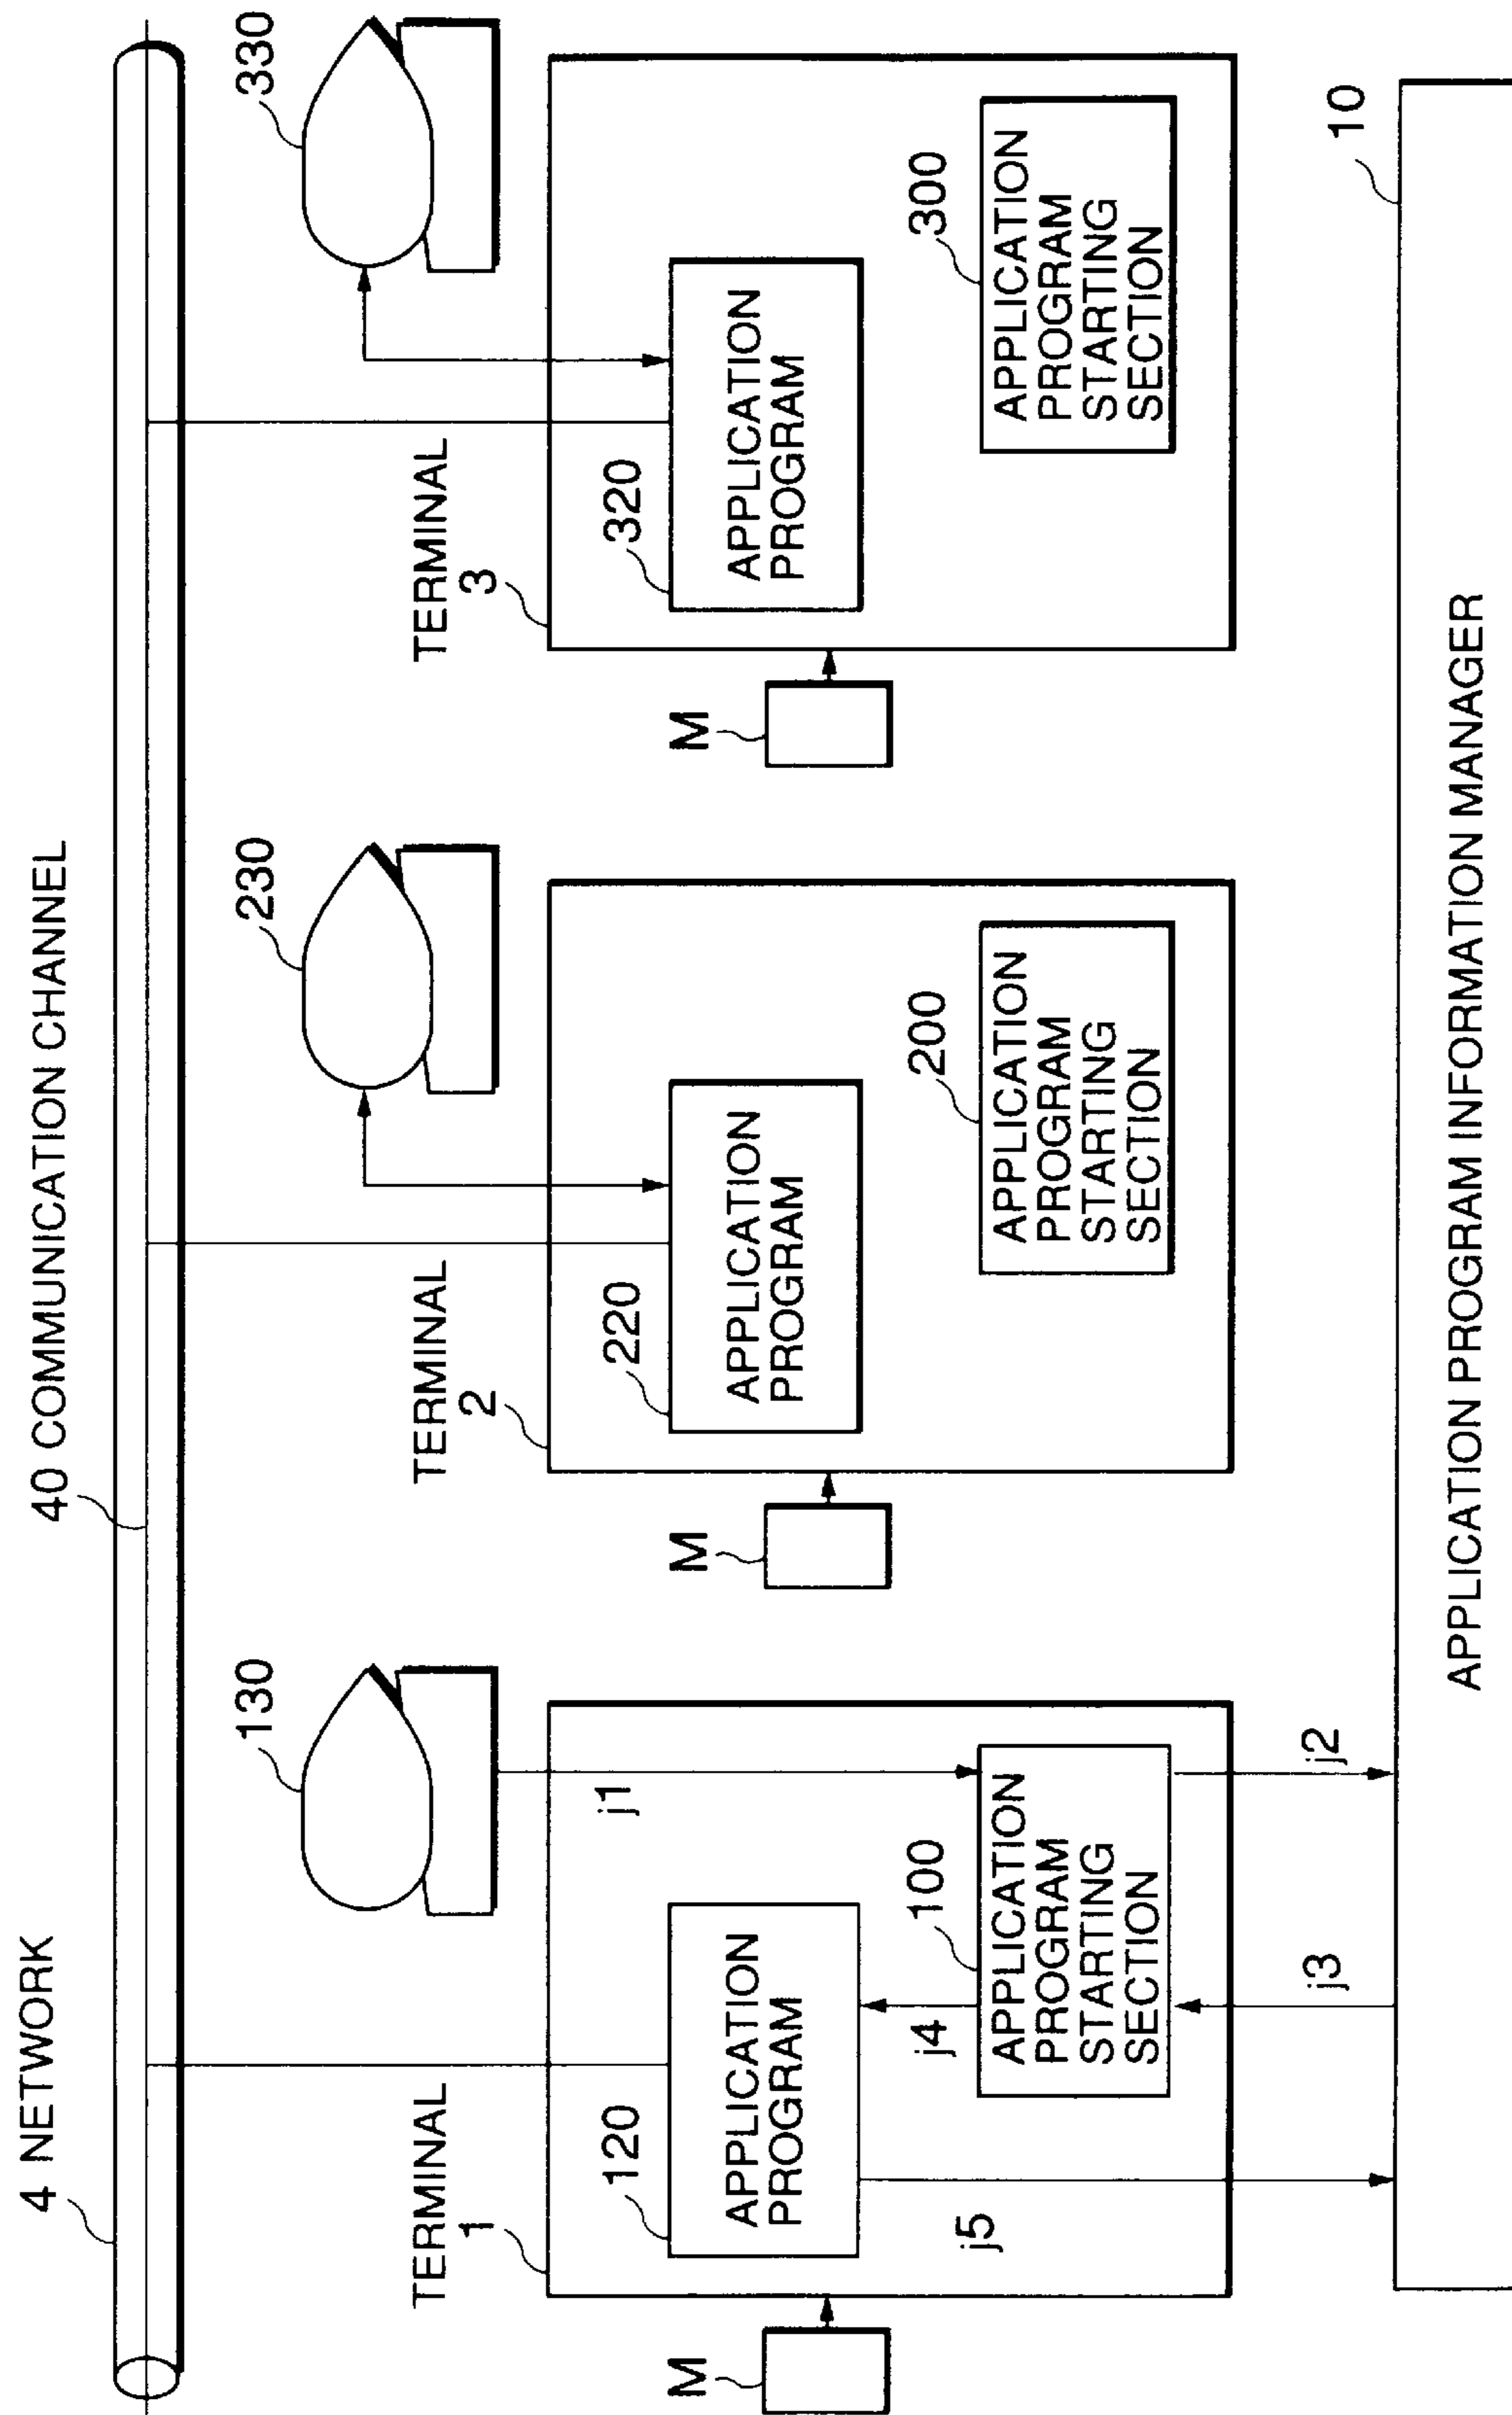 4 NETWORK
40 COMMUNICATION CHANNEL
130
230
330
TERMINAL
1
TERMINAL
2
TERMINAL
3
120
APPLICATION
PROGRAM
j1
220
APPLICATION
PROGRAM
320
APPLICATION
PROGRAM
M
M
M
j4
j5
100
APPLICATION
PROGRAM
STARTING
SECTION
200
APPLICATION
PROGRAM
STARTING
SECTION
300
APPLICATION
PROGRAM
STARTING
SECTION
j3
j2
10
APPLICATION PROGRAM INFORMATION MANAGER